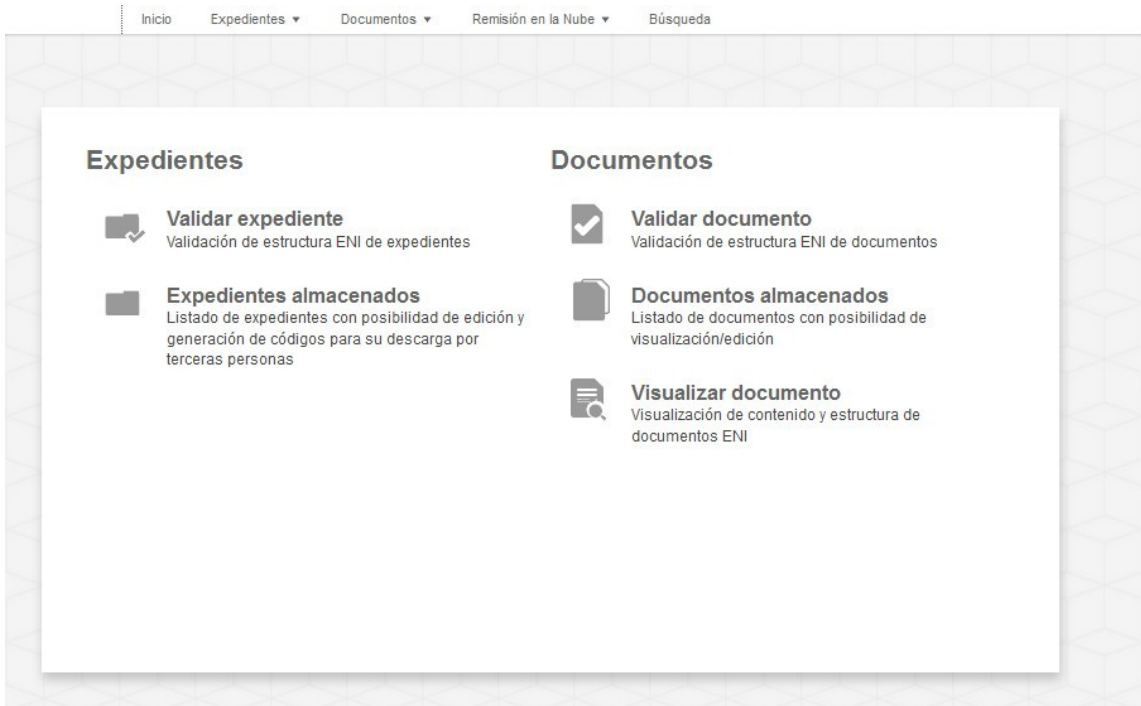 Inicio Expedientes ▾ Documentos ▾ Remisión en la Nube ▾ Búsqueda
Expedientes
Validar expediente
Validación de estructura ENI de expedientes
Expedientes almacenados
Listado de expedientes con posibilidad de edición y
generación de códigos para su descarga por
terceras personas
Documentos
Validar documento
Validación de estructura ENI de documentos
Documentos almacenados
Listado de documentos con posibilidad de
visualización/edición
Visualizar documento
Visualización de contenido y estructura de
documentos ENI